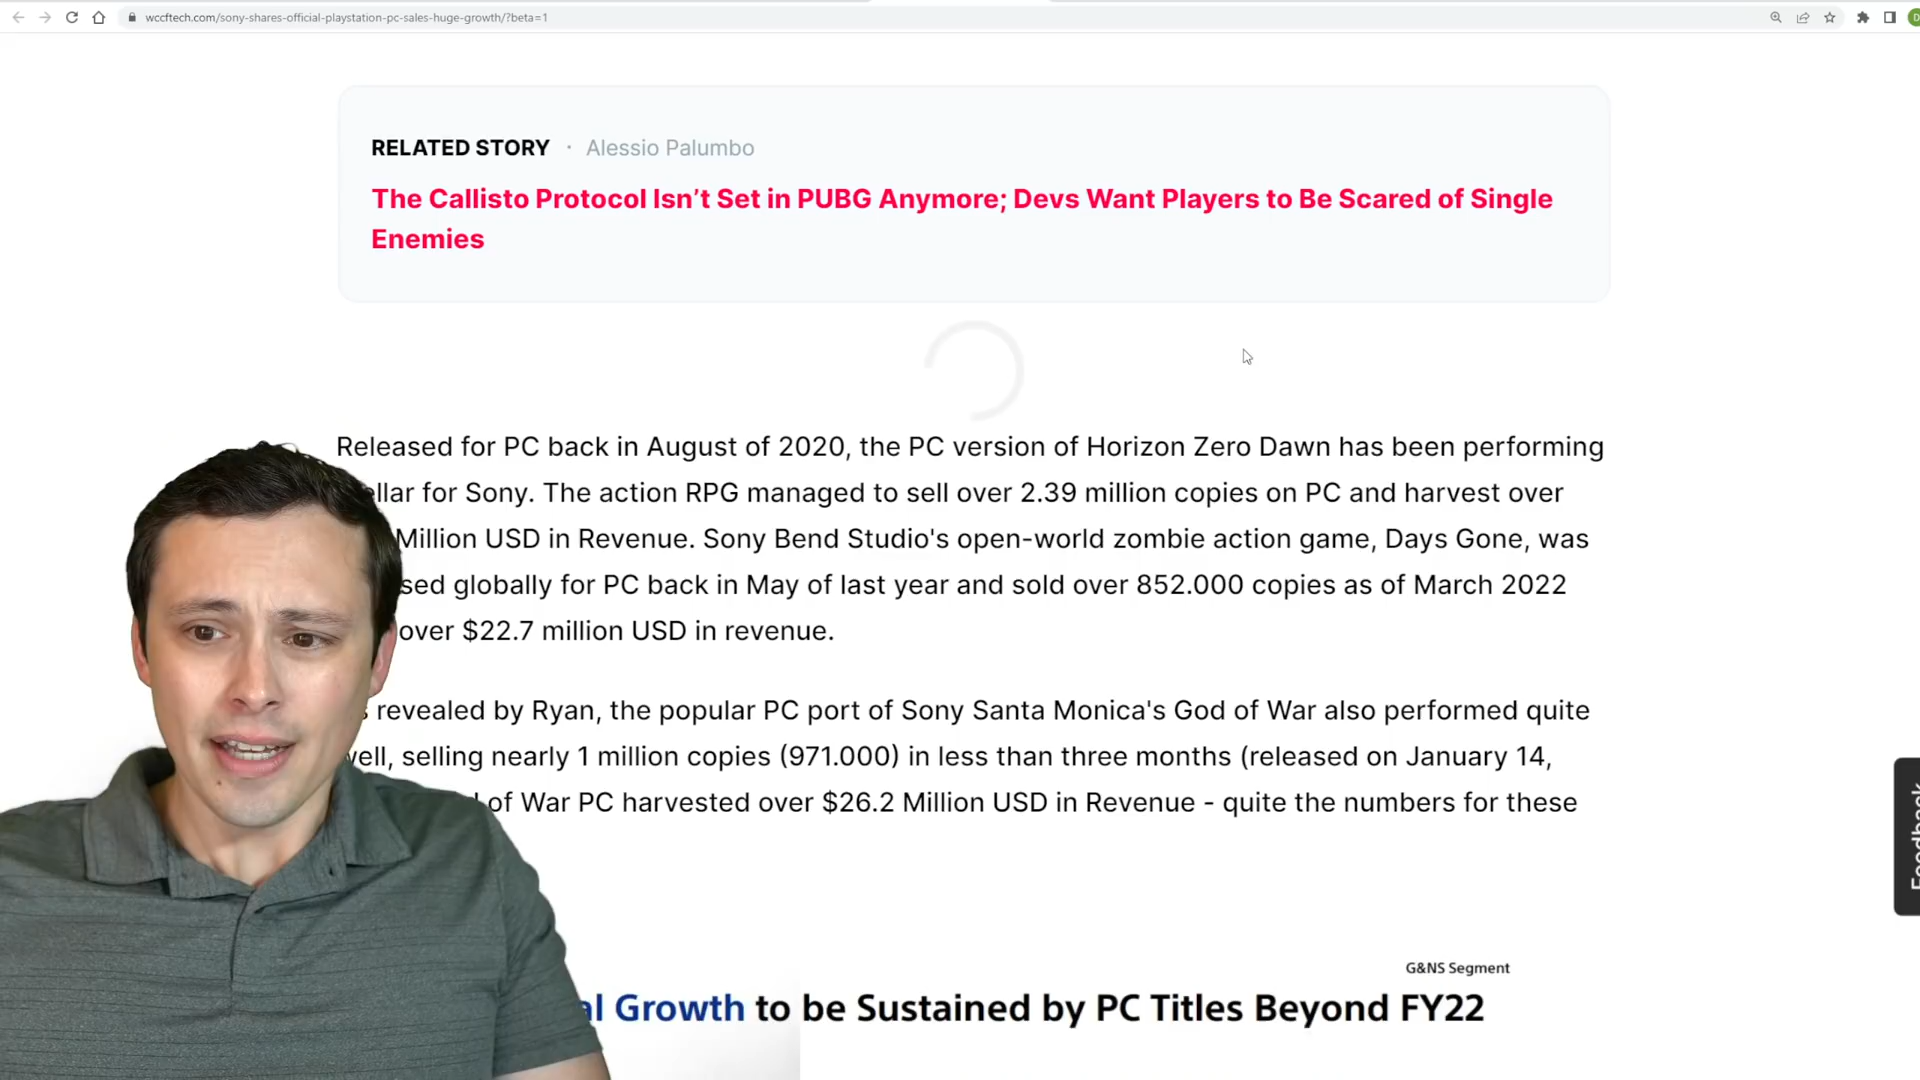 wccftech.com/sony-shares-official-playstation-pc-sales-huge-growth/?beta=1
RELATED STORY · Alessio Palumbo
The Callisto Protocol Isn't Set in PUBG Anymore; Devs Want Players to Be Scared of Single
Enemies
Released for PC back in August of 2020, the PC version of Horizon Zero Dawn has been performing
for Sony. The action RPG managed to sell over 2.39 million copies on PC and harvest over
Million USD in Revenue. Sony Bend Studio's open-world zombie action game, Days Gone, was
globally for PC back in May of last year and sold over 852.000 copies as of March 2022
over $22.7 million USD in revenue.
revealed by Ryan, the popular PC port of Sony Santa Monica's God of War also performed quite
well, selling nearly 1 million copies (971.000) in less than three months (released on January 14,
of War PC harvested over $26.2 Million USD in Revenue - quite the numbers for these
G&NS Segment
Growth to be Sustained by PC Titles Beyond FY22
Feedback